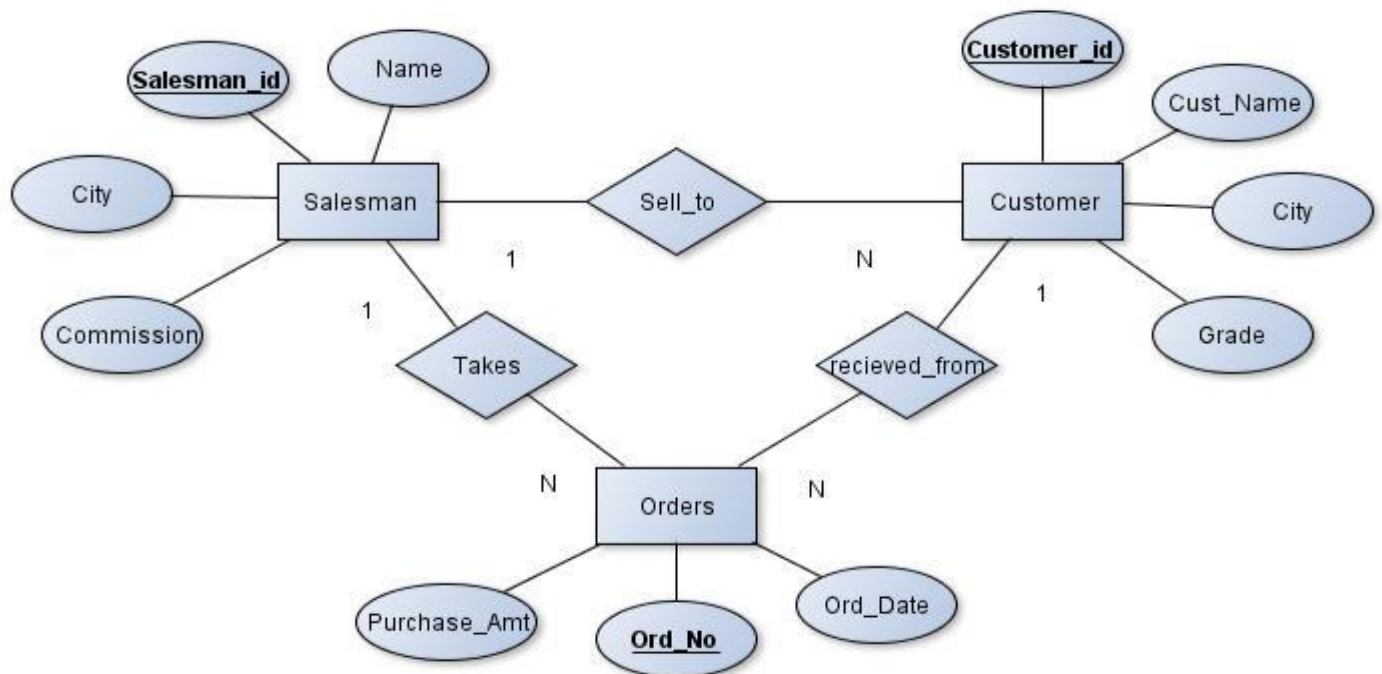 Customer_id
Name
Salesman_id
Cust_Name
City
Salesman
Sell_to
Customer
City
1
N
1
1
Commission
Takes
recieved_from
Grade
N
N
Orders
Purchase_Amt
Ord_No
Ord_Date